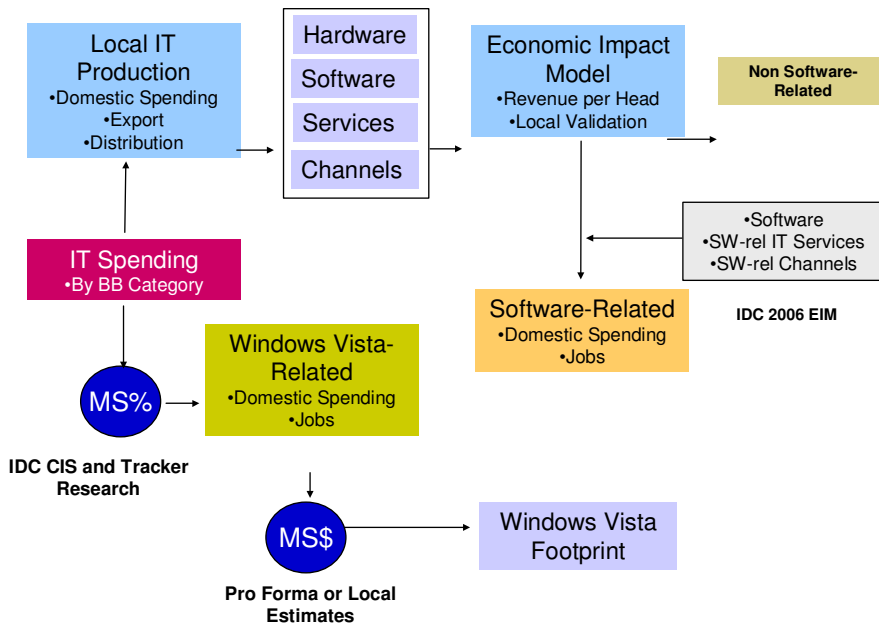 Local IT
Production
•Domestic Spending
•Export
•Distribution
Hardware
Software
Services
Channels
Economic Impact
Model
•Revenue per Head
•Local Validation
Non Software-
Related
IT Spending
•By BB Category
•Software
•SW-rel IT Services
•SW-rel Channels
IDC 2006 EIM
Software-Related
•Domestic Spending
•Jobs
Windows Vista-
Related
•Domestic Spending
•Jobs
MS%
IDC CIS and Tracker
Research
MS$
Pro Forma or Local
Estimates
Windows Vista
Footprint